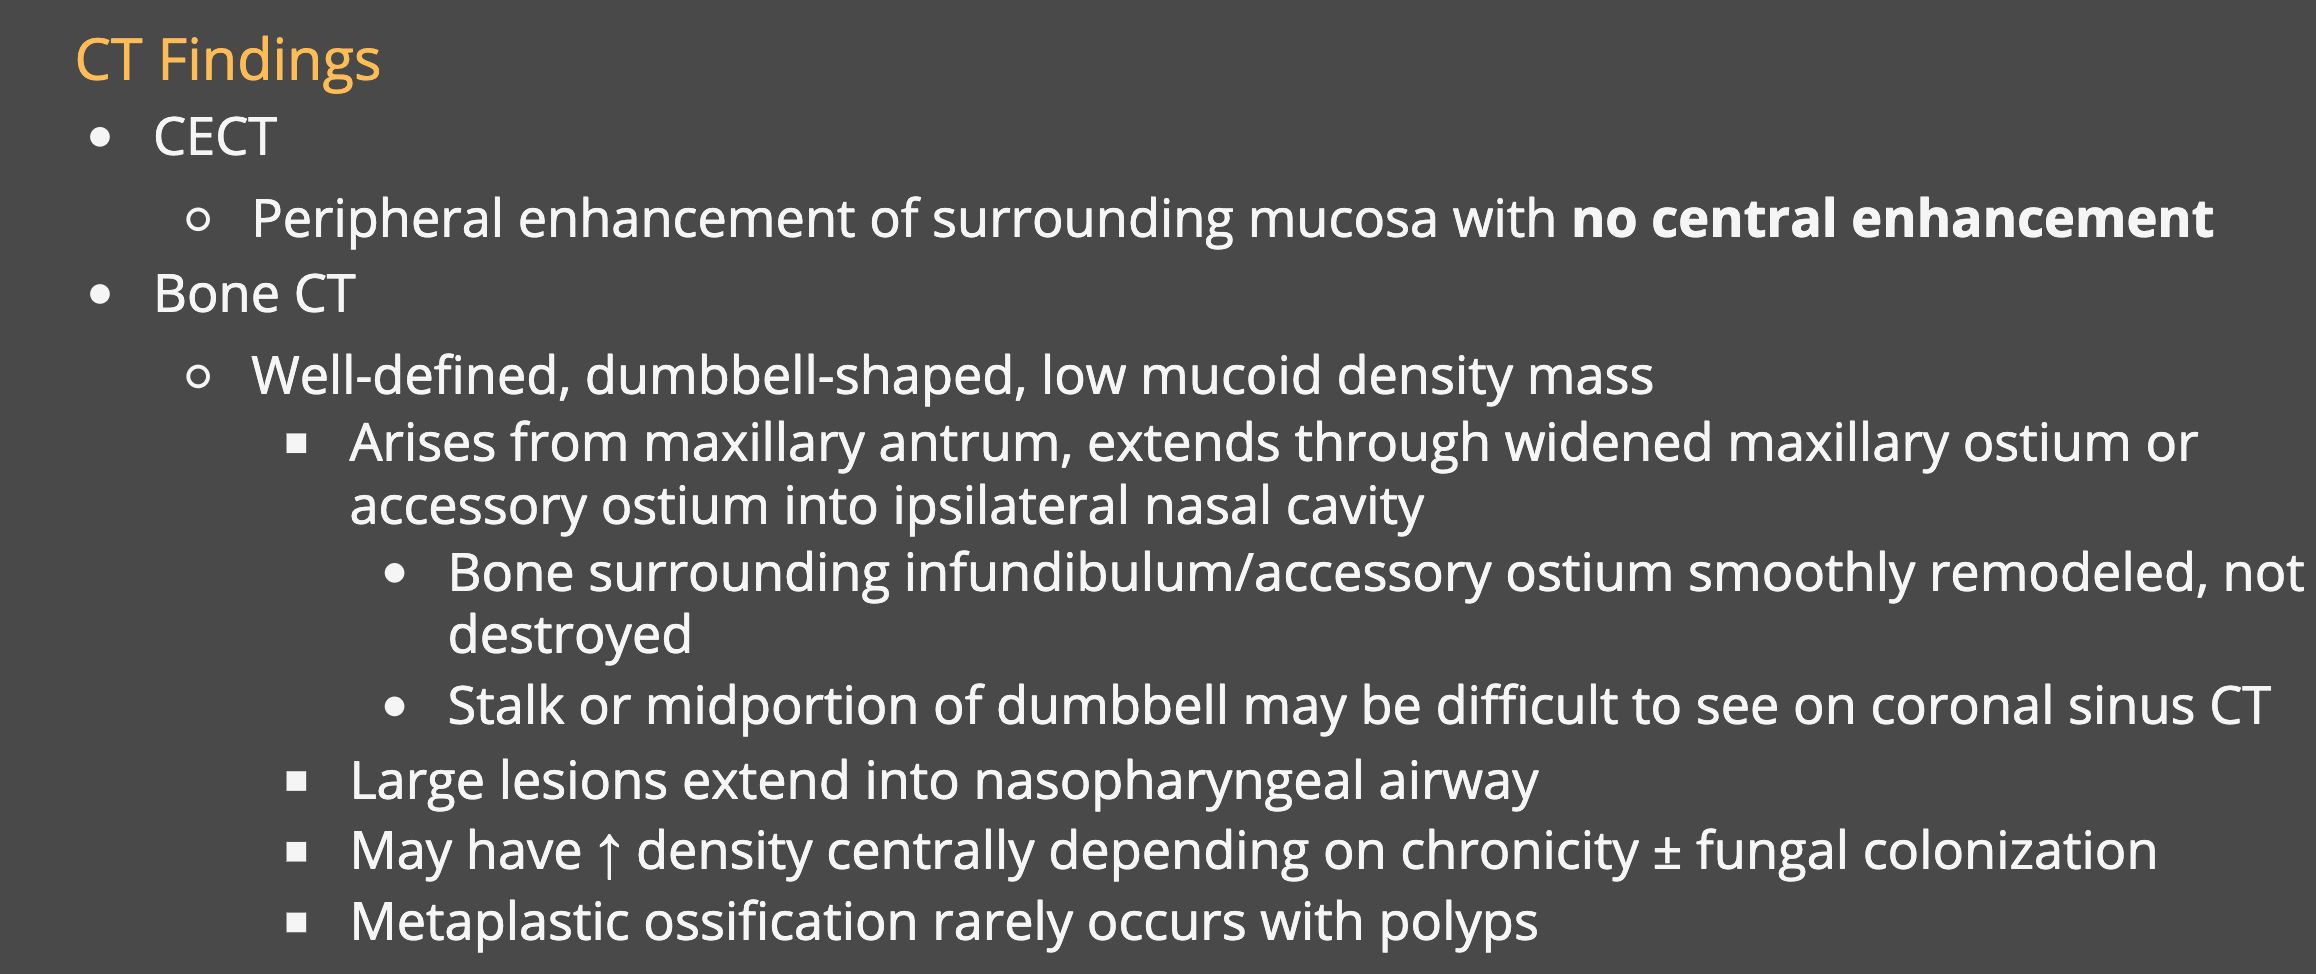 CT Findings
• CECT
○ Peripheral enhancement of surrounding mucosa with no central enhancement
• Bone CT
○ Well-defined, dumbbell-shaped, low mucoid density mass
■ Arises from maxillary antrum, extends through widened maxillary ostium or
accessory ostium into ipsilateral nasal cavity
• Bone surrounding infundibulum/accessory ostium smoothly remodeled, not
destroyed
• Stalk or midportion of dumbbell may be difficult to see on coronal sinus CT
■ Large lesions extend into nasopharyngeal airway
■ May have ↑ density centrally depending on chronicity ± fungal colonization
■ Metaplastic ossification rarely occurs with polyps